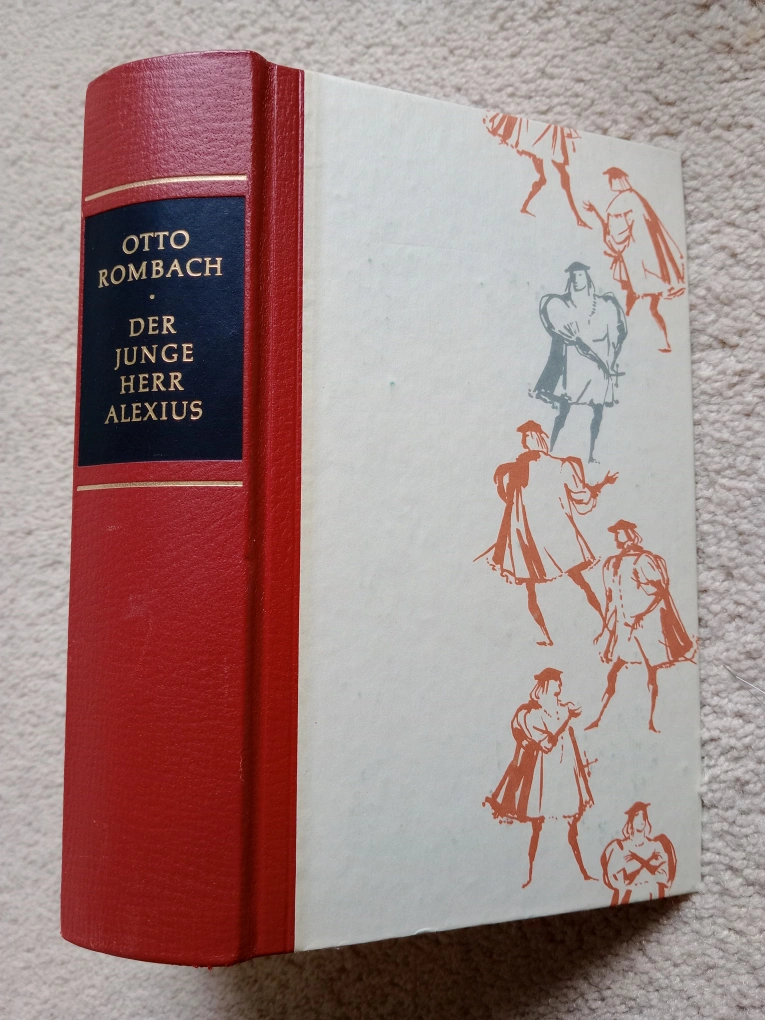 OTTO
ROMBACH
·
DER
JUNGE
HERR
ALEXIUS